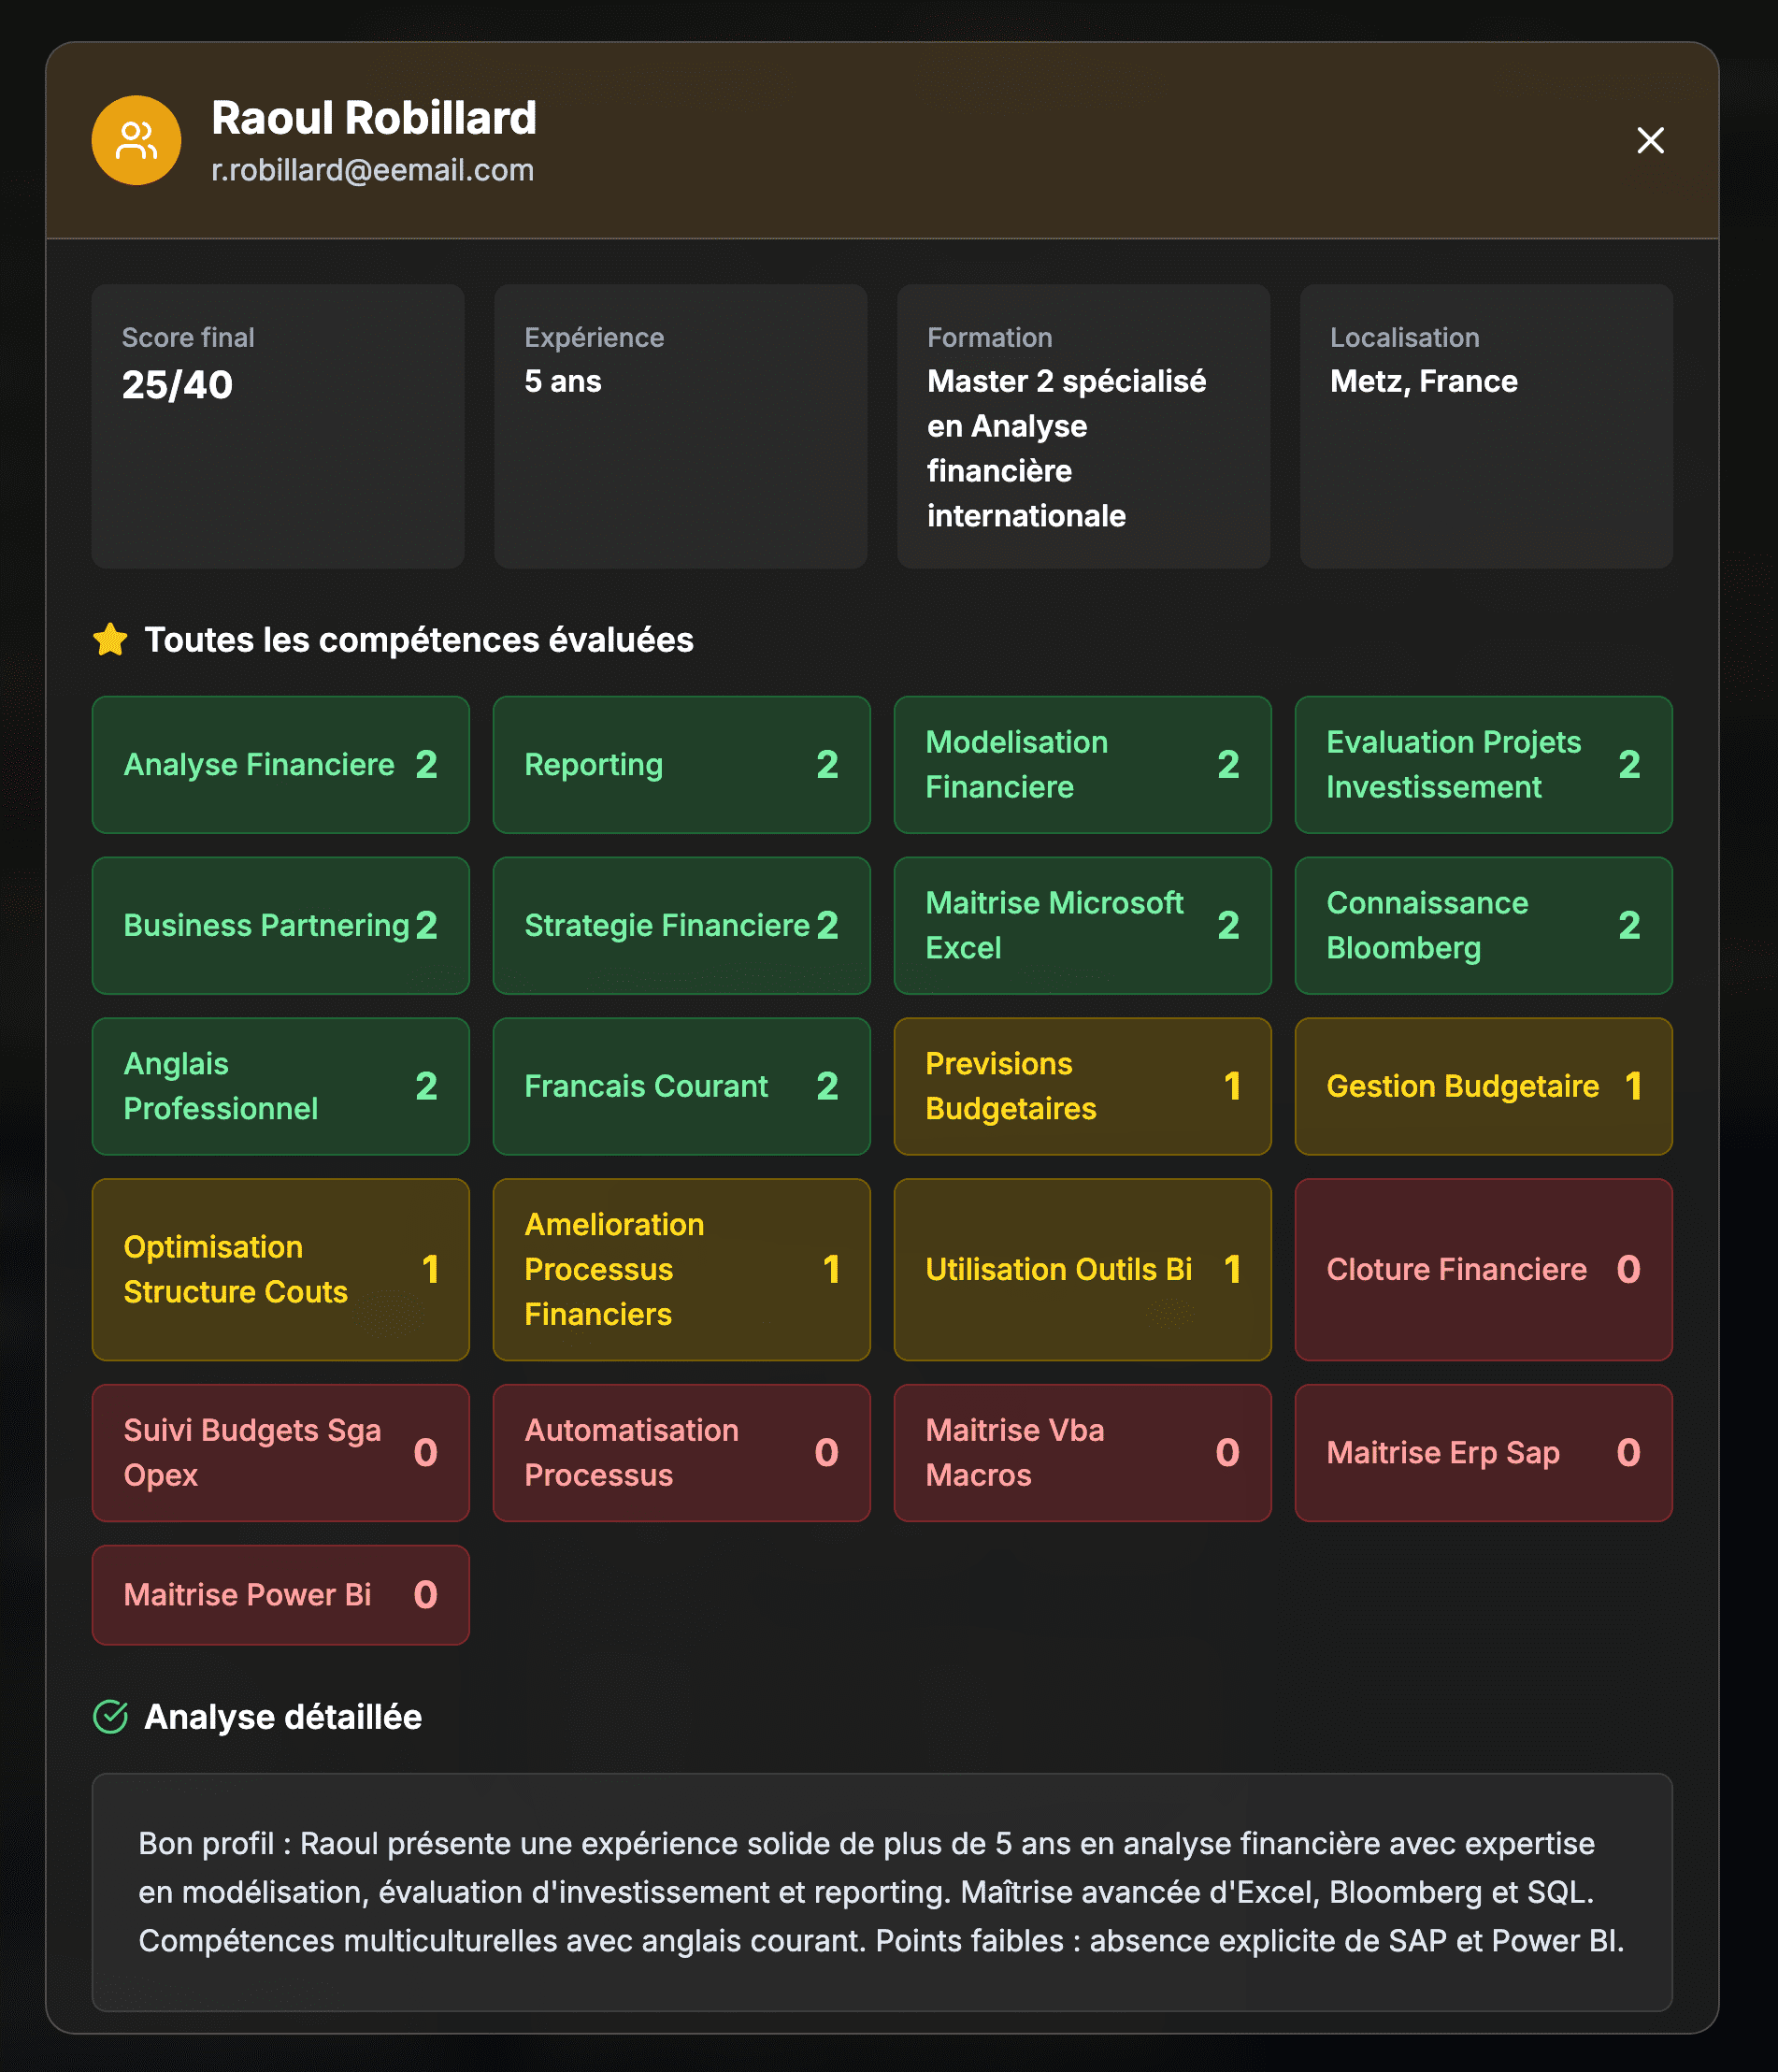 Raoul Robillard
r.robillard@eemail.com
Score final
25/40
Expérience
5 ans
Formation
Master 2 spécialisé
en Analyse
financière
internationale
Localisation
Metz, France
Toutes les compétences évaluées
Analyse Financiere 2
Reporting 2
Modelisation
Financiere 2
Evaluation Projets
Investissement 2
Business Partnering 2
Strategie Financiere 2
Maitrise Microsoft
Excel 2
Connaissance
Bloomberg 2
Anglais
Professionnel 2
Francais Courant 2
Previsions
Budgetaires 1
Gestion Budgetaire 1
Optimisation
Structure Couts 1
Amelioration
Processus
Financiers 1
Utilisation Outils Bi 1
Cloture Financiere 0
Suivi Budgets Sga
Opex 0
Automatisation
Processus 0
Maitrise Vba
Macros 0
Maitrise Erp Sap 0
Maitrise Power Bi 0
Analyse détaillée
Bon profil : Raoul présente une expérience solide de plus de 5 ans en analyse financière avec expertise
en modélisation, évaluation d'investissement et reporting. Maîtrise avancée d'Excel, Bloomberg et SQL.
Compétences multiculturelles avec anglais courant. Points faibles : absence explicite de SAP et Power BI.